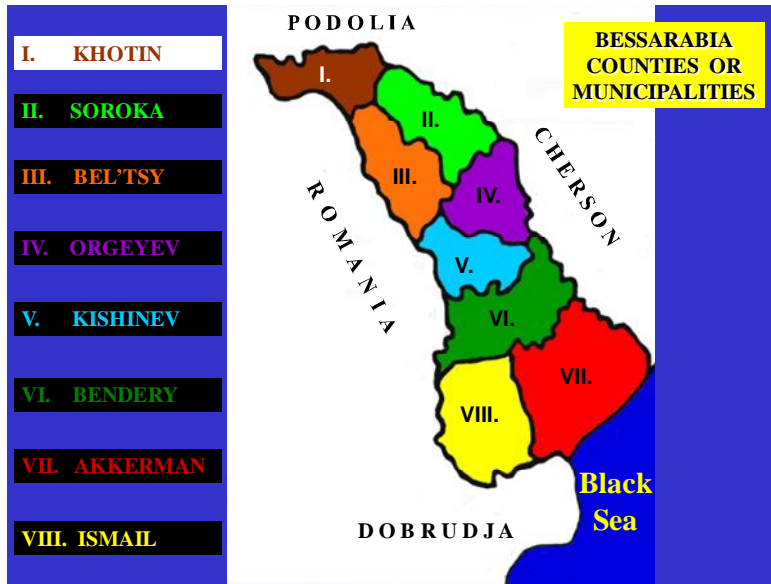 PODOLIA
I. KHOTIN
II. SOROKA
III. BEL’TSY
IV. ORGEYEV
V. KISHINEV
VI. BENDERY
VII. AKKERMAN
VIII. ISMAIL
BESSARABIA
COUNTIES OR
MUNICIPALITIES
I.
II.
III.
IV.
V.
VI.
VII.
VIII.
CHERSON
ROMANIA
Black
Sea
DOBRUDJA